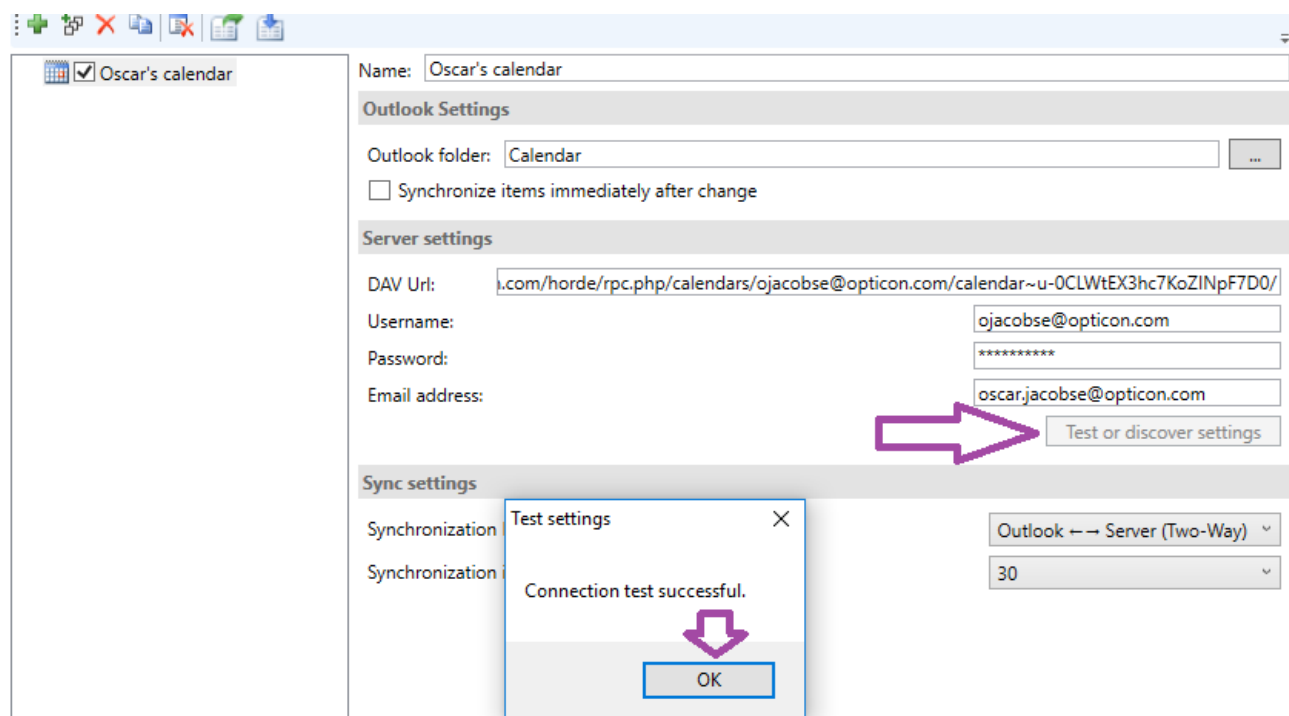 Oscar's calendar
Name: Oscar's calendar
Outlook Settings
Outlook folder: Calendar ...
Synchronize items immediately after change
Server settings
DAV Url: .com/horde/rpc.php/calendars/ojacobse@opticon.com/calendar~u-0CLWtEX3hc7KoZINpF7D0/
Username: ojacobse@opticon.com
Password: **********
Email address: oscar.jacobse@opticon.com
Test or discover settings
Sync settings
Synchronization Outlook ←→ Server (Two-Way)
Synchronization 30
Test settings
Connection test successful.
OK